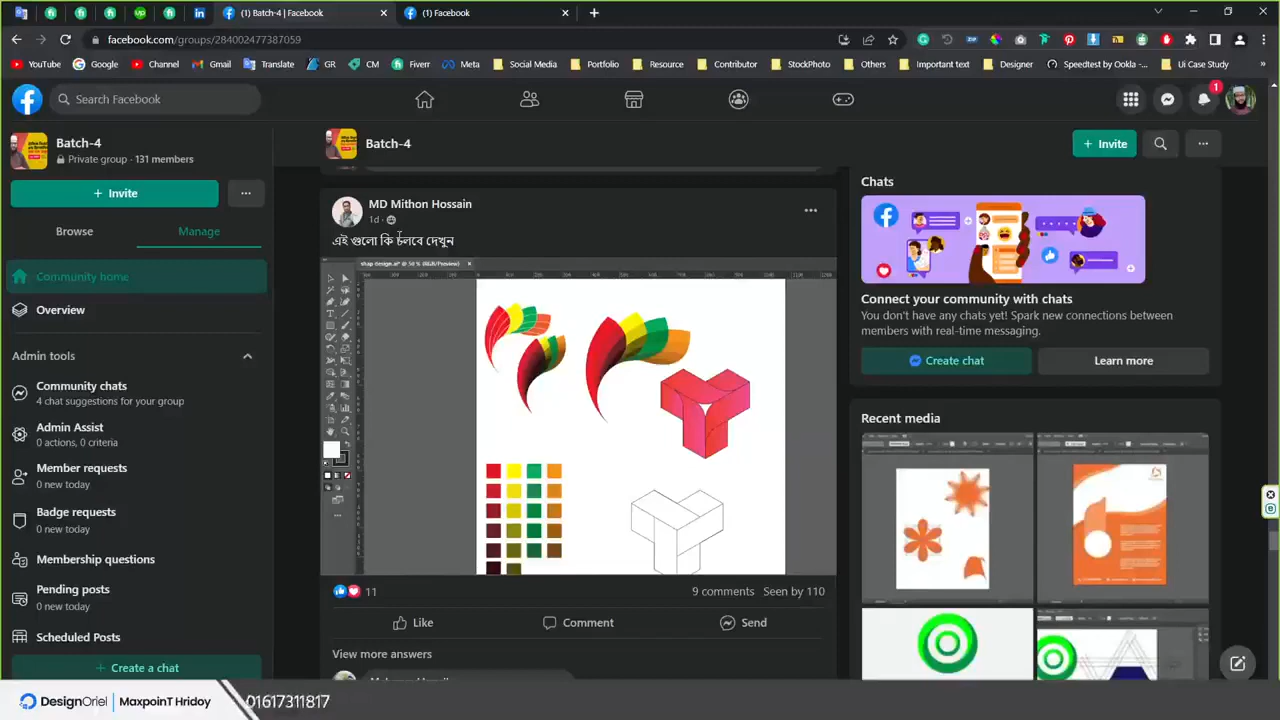 (1) Batch-4 | Facebook
(1) Facebook
facebook.com/groups/284002477387059
YouTube
Google
Channel
Gmail
Translate
GR
CM
Fiverr
Meta
Social Media
Portfolio
Resource
Contributor
StockPhoto
Others
Important text
Designer
Speedtest by Ookla -...
Ui Case Study
Search Facebook
1
Batch-4
Private group · 131 members
+ Invite
Browse
Manage
Community home
Overview
Admin tools
Community chats
4 chat suggestions for your group
Admin Assist
0 actions, 0 criteria
Member requests
0 new today
Badge requests
0 new today
Membership questions
Pending posts
0 new today
Scheduled Posts
+ Create a chat
Batch-4
+ Invite
MD Mithon Hossain
1d ·
এই গুলো কি চলবে দেখুন
11
9 comments
Seen by 110
Like
Comment
Send
View more answers
Chats
Connect your community with chats
You don't have any chats yet! Spark new connections between
members with real-time messaging.
Create chat
Learn more
Recent media
DesignOriel
MaxpoinT Hridoy
01617311817